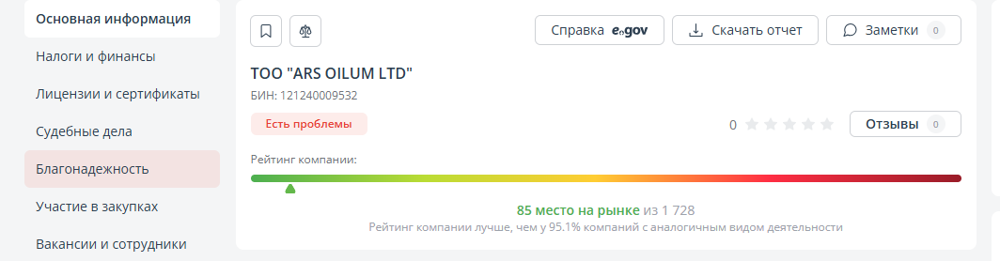 Основная информация
Налоги и финансы
Лицензии и сертификаты
Судебные дела
Благонадежность
Участие в закупках
Вакансии и сотрудники
Справка e.gov
Скачать отчет
Заметки 0
ТОО "ARS OILUM LTD"
БИН: 121240009532
Есть проблемы
0
Отзывы 0
Рейтинг компании:
85 место на рынке из 1 728
Рейтинг компании лучше, чем у 95.1% компаний с аналогичным видом деятельности